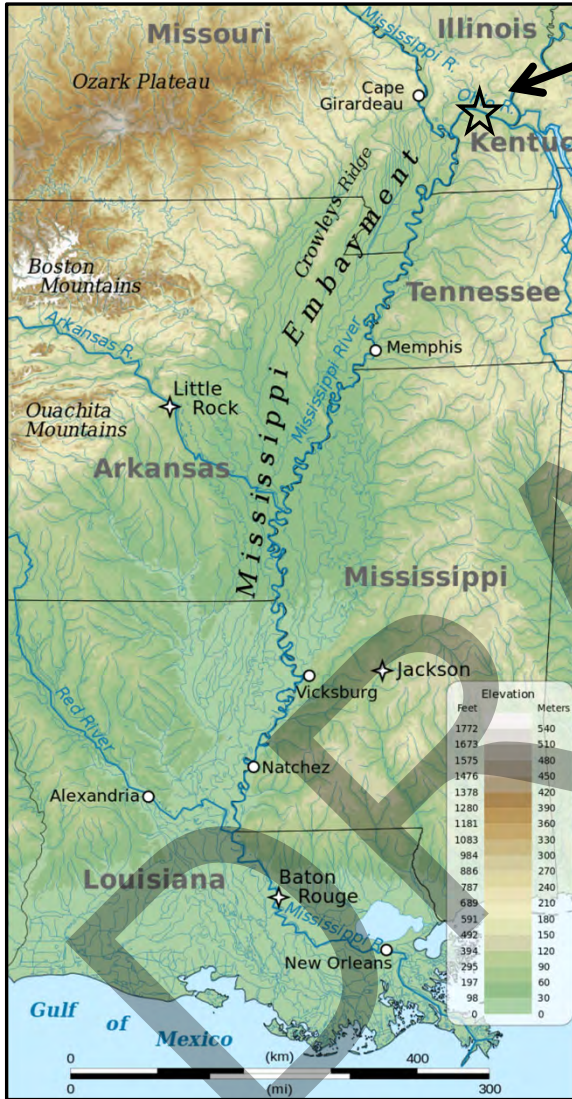 Missouri
Illinois
Mississippi R.
Ozark Plateau
Cape
Girardeau
Kentuc
Crowleys Ridge
Mississippi Embayment
Boston
Mountains
Tennessee
Arkansas R.
Mississippi River
Memphis
Little
Rock
Ouachita
Mountains
Arkansas
Mississippi
Jackson
Vicksburg
Red River
Natchez
Alexandria
Louisiana
Baton
Rouge
Mississippi R.
New Orleans
Gulf
of
Mexico
Elevation
Feet Meters
1772 540
1673 510
1575 480
1476 450
1378 420
1280 390
1181 360
1083 330
984 300
886 270
787 240
689 210
591 180
492 150
394 120
295 90
197 60
98 30
0 0
0 (km) 400
0 (mi) 300